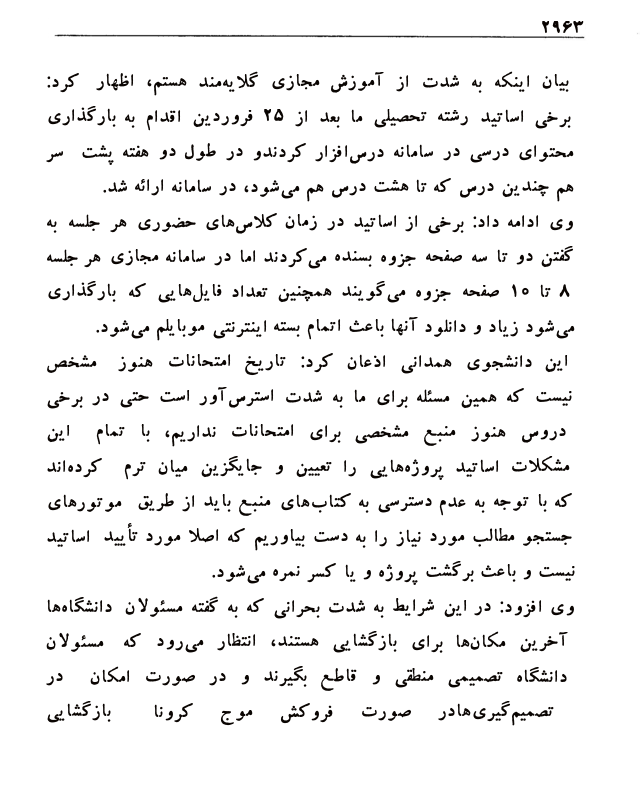 ۲۹۶۳
بیان اینکه به شدت از آموزش مجازی گلایه‌مند هستم، اظهار کرد:
برخی اساتید رشته تحصیلی ما بعد از ۲۵ فروردین اقدام به بارگذاری
محتوای درسی در سامانه درس‌افزار کردندو در طول دو هفته پشت سر
هم چندین درس که تا هشت درس هم می‌شود، در سامانه ارائه شد.
وی ادامه داد: برخی از اساتید در زمان کلاس‌های حضوری هر جلسه به
گفتن دو تا سه صفحه جزوه بسنده می‌کردند اما در سامانه مجازی هر جلسه
۸ تا ۱۰ صفحه جزوه می‌گویند همچنین تعداد فایل‌هایی که بارگذاری
می‌شود زیاد و دانلود آنها باعث اتمام بسته اینترنتی موبایلم می‌شود.
این دانشجوی همدانی اذعان کرد: تاریخ امتحانات هنوز مشخص
نیست که همین مسئله برای ما به شدت استرس‌آور است حتی در برخی
دروس هنوز منبع مشخصی برای امتحانات نداریم، با تمام این
مشکلات اساتید پروژه‌هایی را تعیین و جایگزین میان ترم کرده‌اند
که با توجه به عدم دسترسی به کتاب‌های منبع باید از طریق موتورهای
جستجو مطالب مورد نیاز را به دست بیاوریم که اصلا مورد تأیید اساتید
نیست و باعث برگشت پروژه و یا کسر نمره می‌شود.
وی افزود: در این شرایط به شدت بحرانی که به گفته مسئولان دانشگاه‌ها
آخرین مکان‌ها برای بازگشایی هستند، انتظار می‌رود که مسئولان
دانشگاه تصمیمی منطقی و قاطع بگیرند و در صورت امکان در
تصمیم‌گیری‌هادر صورت فروکش موج کرونا بازگشایی